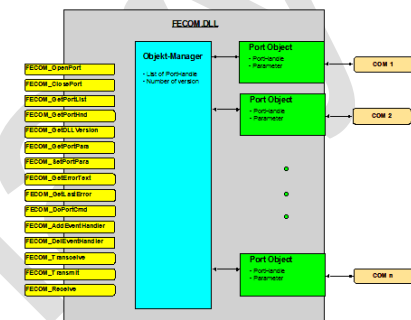 FECOM.DLL
Objekt-Manager
- List of Port-Handle
- Number of version
FECOM_OpenPort
FECOM_ClosePort
FECOM_GetPortList
FECOM_GetPortHnd
FECOM_GetDLLVersion
FECOM_GetPortPara
FECOM_SetPortPara
FECOM_GetErrorText
FECOM_GetLastError
FECOM_DoPortCmd
FECOM_AddEventHandler
FECOM_DelEventHandler
FECOM_Transceive
FECOM_Transmit
FECOM_Receive
Port Object
- Port-Handle
- Parameter
COM 1
Port Object
- Port-Handle
- Parameter
COM 2
Port Object
- Port-Handle
- Parameter
COM n